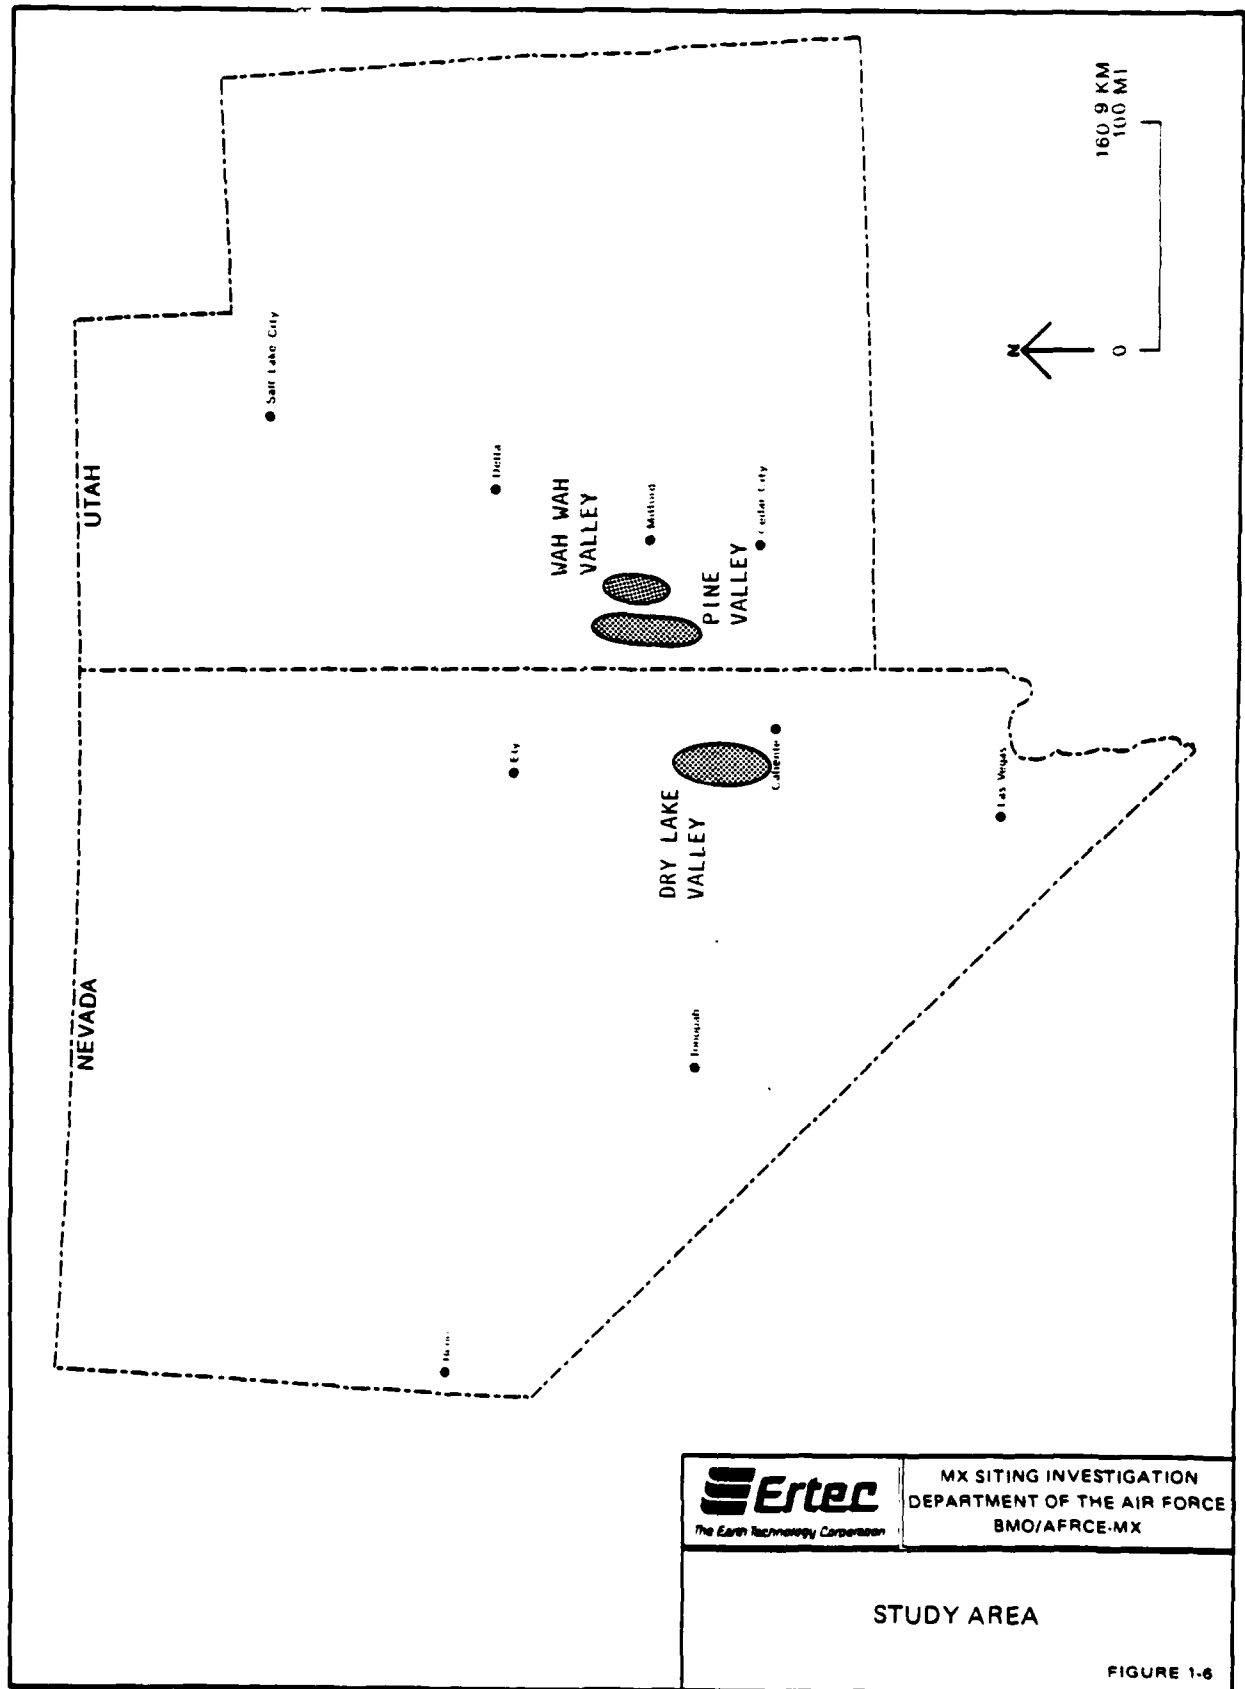 UTAH
Salt Lake City
Delta
WAH WAH
VALLEY
Milford
Cedar City
PINE
VALLEY
NEVADA
Ely
Caliente
DRY LAKE
VALLEY
Las Vegas
Tonopah
160 9 KM
100 MI
N
0
Ertec
The Earth Technology Corporation
MX SITING INVESTIGATION
DEPARTMENT OF THE AIR FORCE
BMO/AFRCE-MX
STUDY AREA
FIGURE 1-6